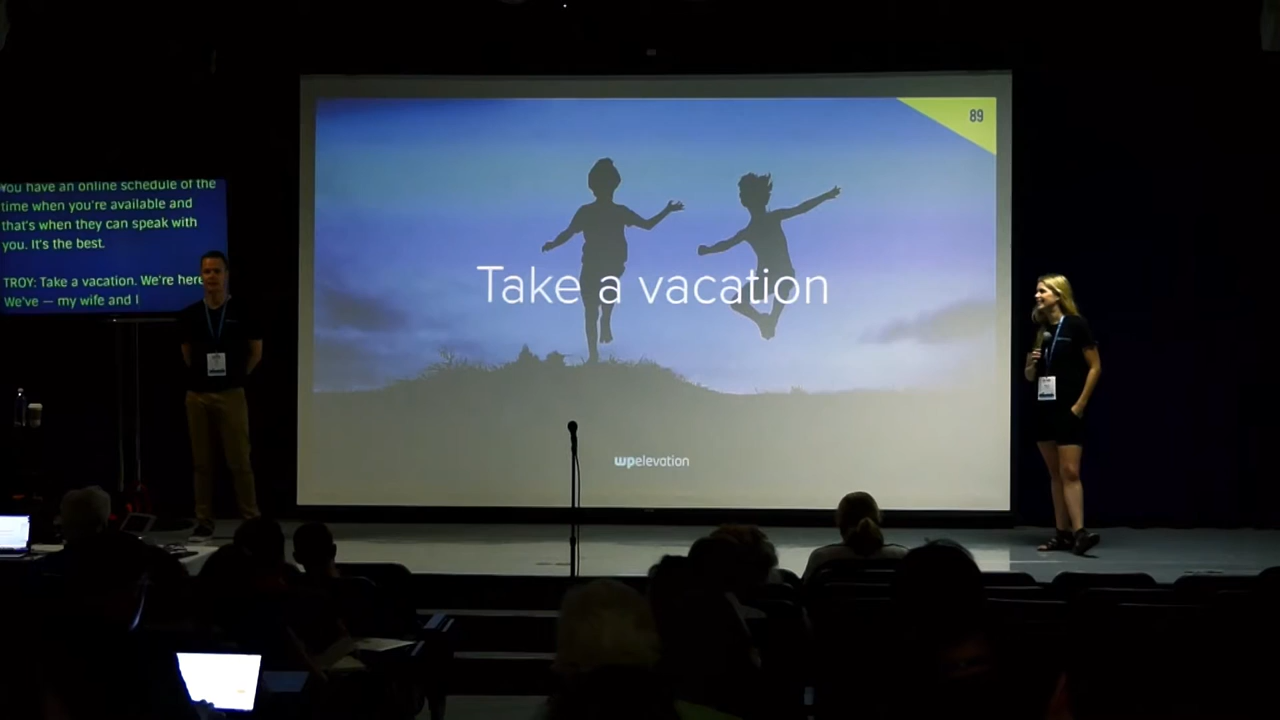 You have an online schedule of the
time when you're available and
that's when they can speak with
you. It's the best.
TROY: Take a vacation. We're here
We've — my wife and I
89
Take a vacation
wpelevation